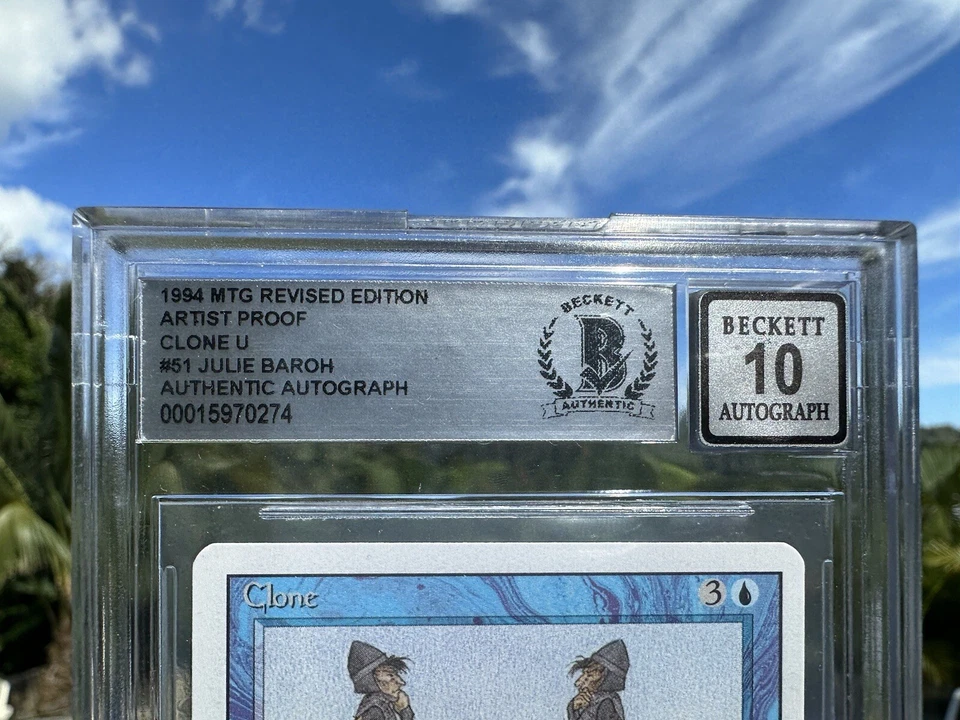 1994 MTG REVISED EDITION
ARTIST PROOF
CLONE U
#51 JULIE BAROH
AUTHENTIC AUTOGRAPH
00015970274
BECKETT
B
AUTHENTIC
BECKETT
10
AUTOGRAPH
Clone 3